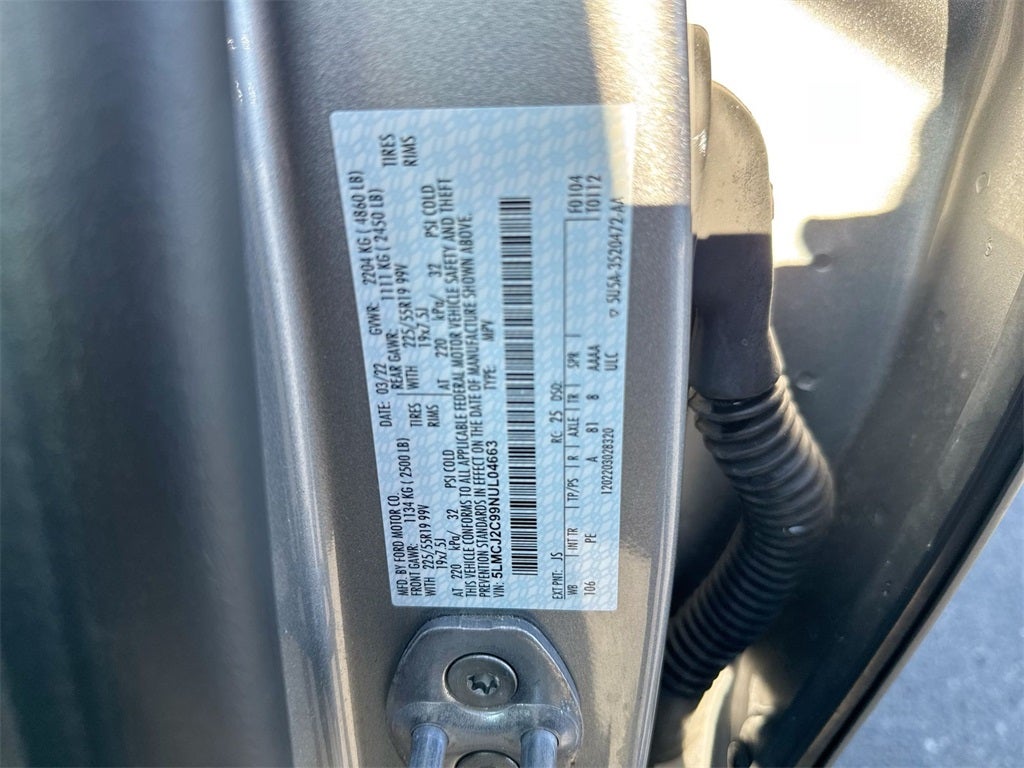 MFD. BY FORD MOTOR CO.
DATE: 03/22 GVWR: 2204 KG ( 4860 LB)
FRONT GAWR: 1134 KG ( 2500 LB) REAR GAWR: 1111 KG ( 2450 LB)
WITH 225/55R19 99V TIRES WITH 225/55R19 99V TIRES
19x7.5J RIMS 19x7.5J RIMS
AT 220 kPa/ 32 PSI COLD AT 220 kPa/ 32 PSI COLD
THIS VEHICLE CONFORMS TO ALL APPLICABLE FEDERAL MOTOR VEHICLE SAFETY AND THEFT
PREVENTION STANDARDS IN EFFECT ON THE DATE OF MANUFACTURE SHOWN ABOVE.
VIN: 5LMCJ2C99NUL04663 TYPE: MPV
EXT PNT: JS RC: 25 DSO: F0104
WB INT TR TP/PS R AXLE TR SPR T0112
106 PE A B1 8 AAAA
1202203028320 ULC
5U5A-3520472-AA